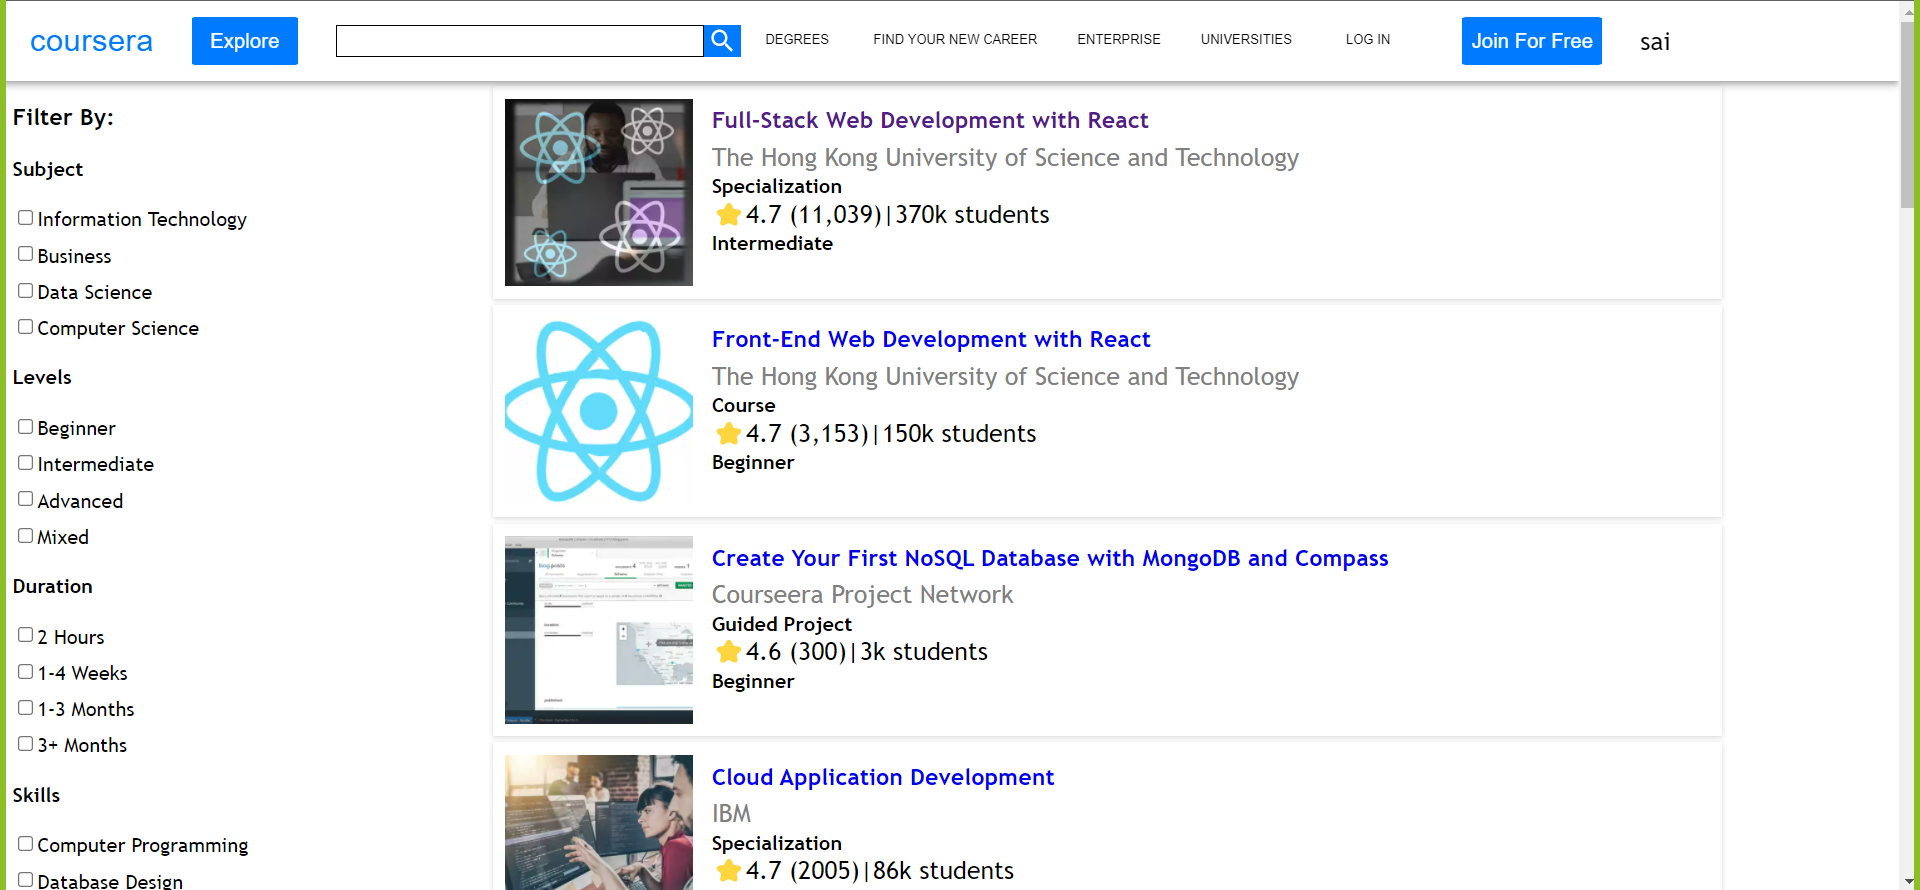 coursera
Explore
DEGREES
FIND YOUR NEW CAREER
ENTERPRISE
UNIVERSITIES
LOG IN
Join For Free
sai
Filter By:
Subject
Information Technology
Business
Data Science
Computer Science
Levels
Beginner
Intermediate
Advanced
Mixed
Duration
2 Hours
1-4 Weeks
1-3 Months
3+ Months
Skills
Computer Programming
Database Design
Full-Stack Web Development with React
The Hong Kong University of Science and Technology
Specialization
4.7 (11,039)|370k students
Intermediate
Front-End Web Development with React
The Hong Kong University of Science and Technology
Course
4.7 (3,153)|150k students
Beginner
Create Your First NoSQL Database with MongoDB and Compass
Courseera Project Network
Guided Project
4.6 (300)|3k students
Beginner
Cloud Application Development
IBM
Specialization
4.7 (2005)|86k students